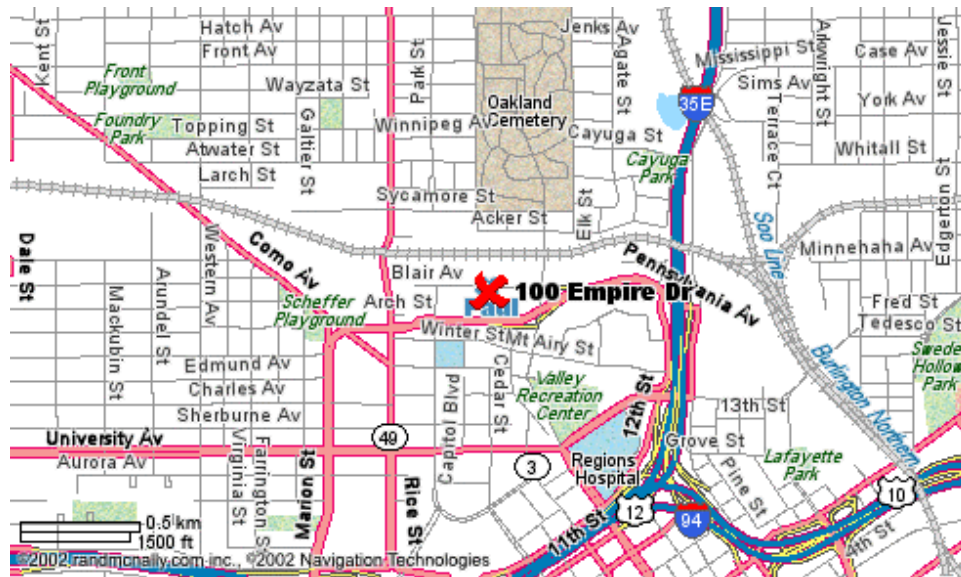 Kent St
Hatch Av
Front Av
Park St
Jenks Av
Agate St
Mississippi St
Arkwright St
Case Av
Jessie St
Front
Playground
Wayzata St
Sims Av
Oakland
Cemetery
35E
York Av
Foundry
Park
Topping St
Galtier St
Winnipeg Av
Cayuga St
Terrace Ct
Whitall St
Atwater St
Larch St
Cayuga
Park
Sycamore St
Acker St
Elk St
Edgerton St
Dale St
Western Av
Como Av
Soo Line
Minnehaha Av
Pennsylvania Av
Blair Av
Arundel St
Mackubin St
Scheffer
Playground
Arch St
100 Empire Dr
Paul
Fred St
Tedesco St
Winter St
Mt Airy St
Swede
Hollow
Park
Burlington Northern
Edmund Av
Charles Av
Sherburne Av
Capitol Blvd
Cedar St
Valley
Recreation
Center
12th St
13th St
University Av
49
Grove St
Aurora Av
Virginia St
Farrington St
Marion St
Rice St
3
Regions
Hospital
Pine St
Lafayette
Park
10
12
94
11th St
4th St
0.5 km
1500 ft
©2002 randmcnally.com inc., ©2002 Navigation Technologies